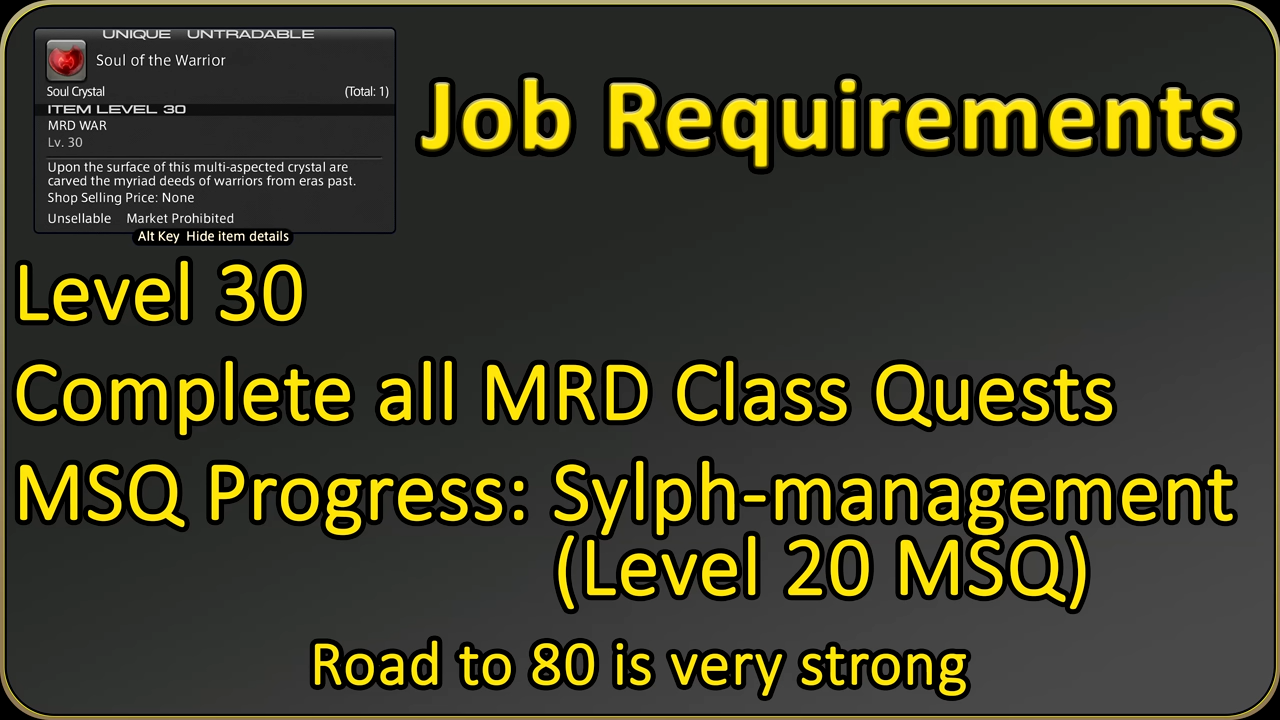 UNIQUE UNTRADABLE
Soul of the Warrior
Soul Crystal (Total: 1)
ITEM LEVEL 30
MRD WAR
Lv. 30
Upon the surface of this multi-aspected crystal are
carved the myriad deeds of warriors from eras past.
Shop Selling Price: None
Unsellable Market Prohibited
Alt Key Hide item details
Job Requirements
Level 30
Complete all MRD Class Quests
MSQ Progress: Sylph-management
(Level 20 MSQ)
Road to 80 is very strong